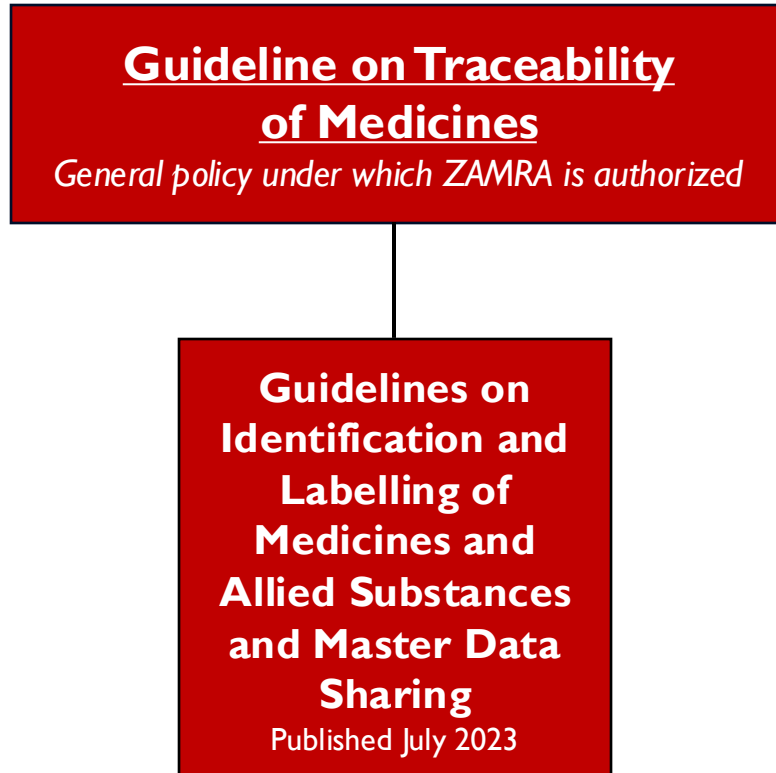 Guideline on Traceability
of Medicines
General policy under which ZAMRA is authorized
Guidelines on
Identification and
Labelling of
Medicines and
Allied Substances
and Master Data
Sharing
Published July 2023